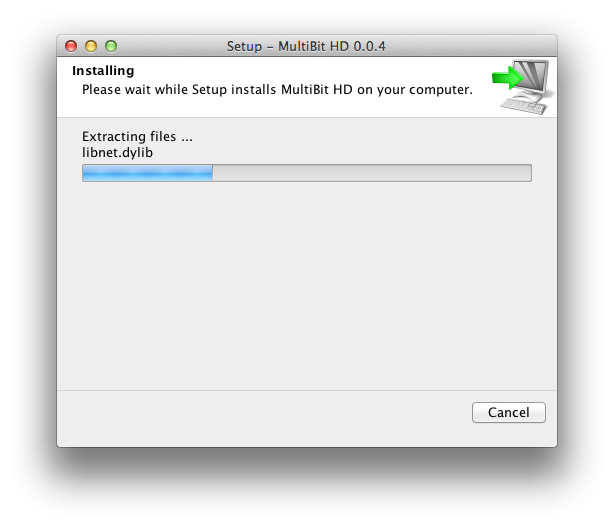 Setup – MultiBit HD 0.0.4
Installing
Please wait while Setup installs MultiBit HD on your computer.
Extracting files ...
libnet.dylib
Cancel